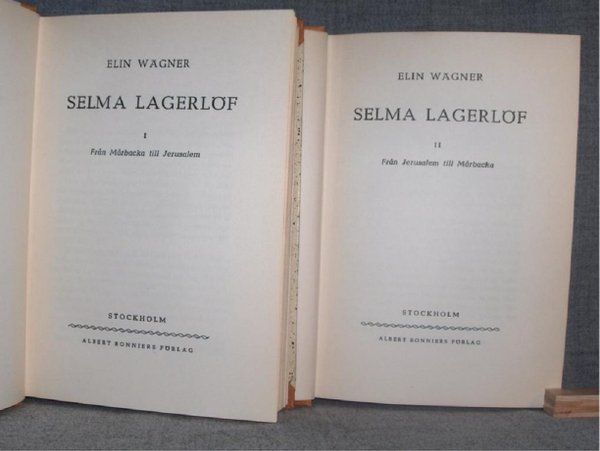 ELIN WÄGNER
SELMA LAGERLÖF
I
Från Mårbacka till Jerusalem
STOCKHOLM
ALBERT BONNIERS FÖRLAG
ELIN WÄGNER
SELMA LAGERLÖF
II
Från Jerusalem till Mårbacka
STOCKHOLM
ALBERT BONNIERS FÖRLAG